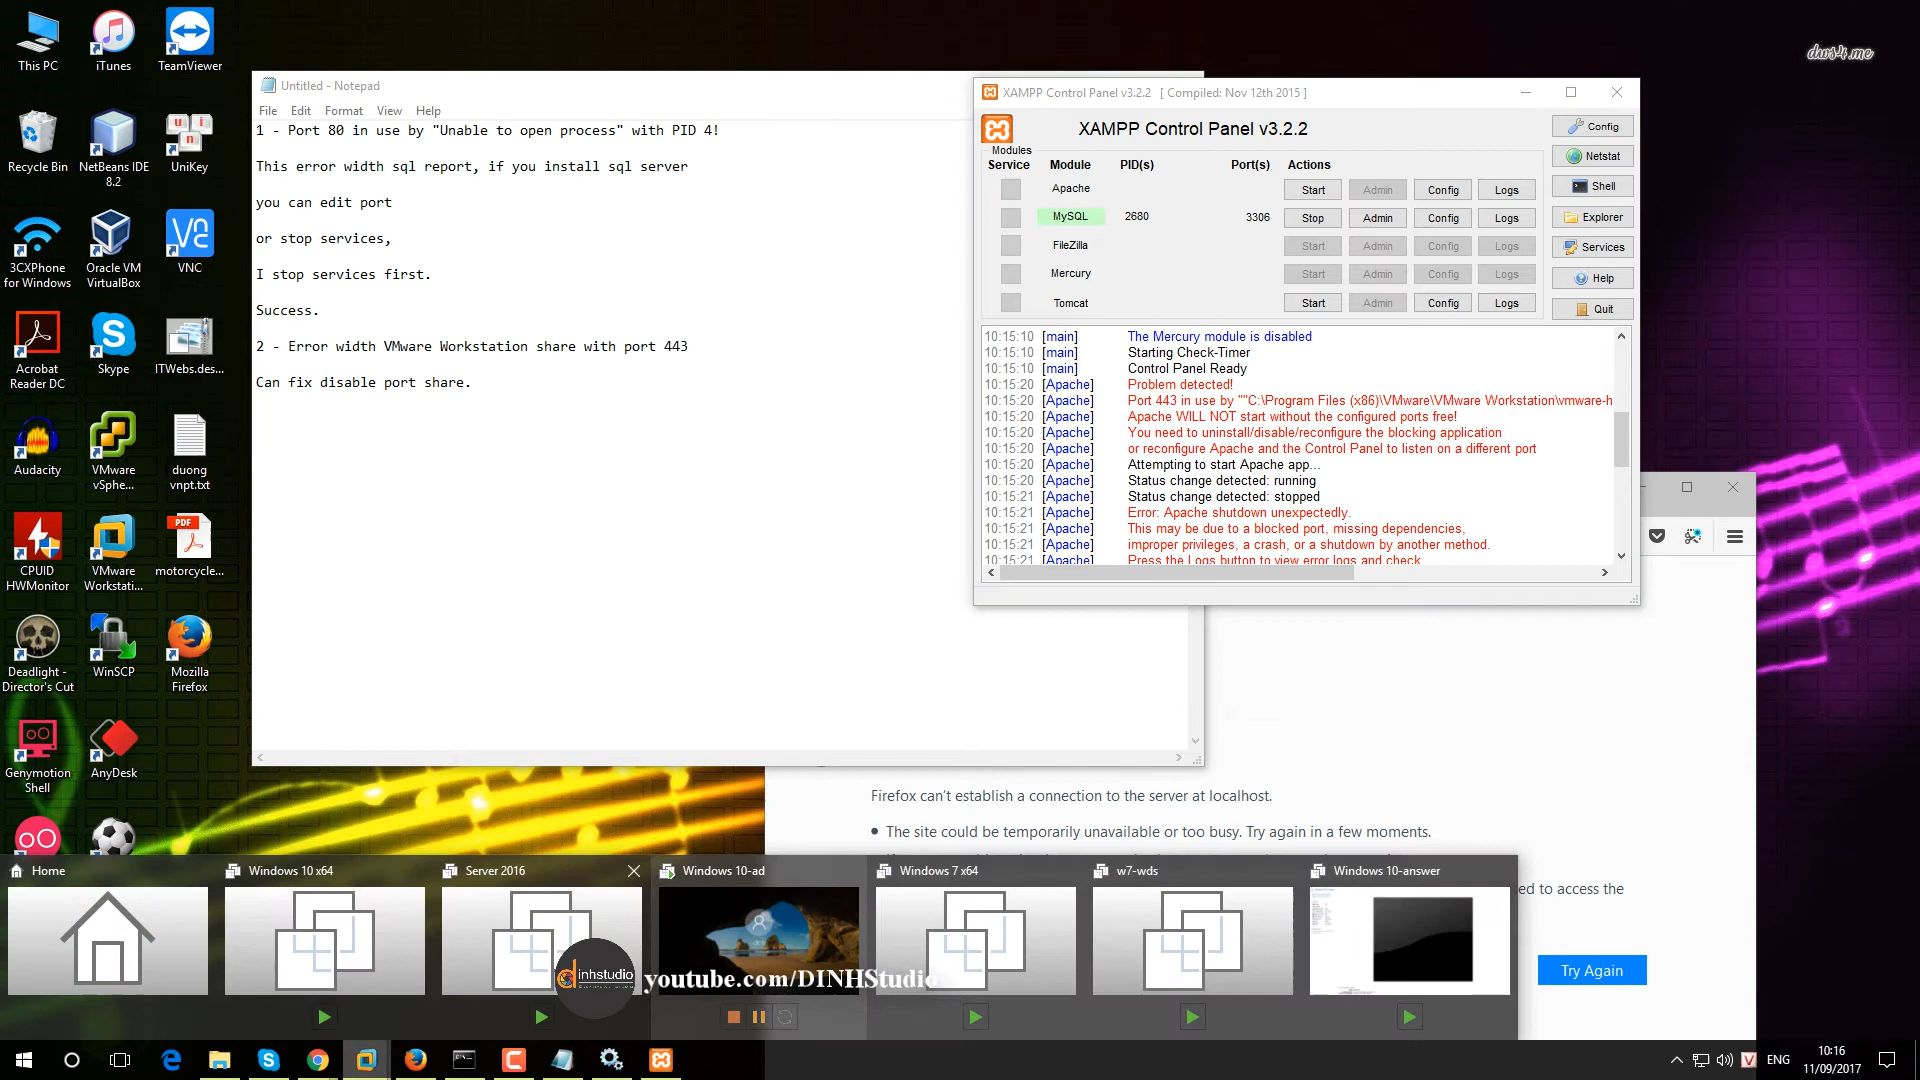 This PC
iTunes
TeamViewer
Recycle Bin
NetBeans IDE
8.2
UniKey
3CXPhone
for Windows
Oracle VM
VirtualBox
VNC
Acrobat
Reader DC
Skype
ITWebs.des...
Audacity
VMware
vSphe...
duong
vnpt.txt
CPUID
HWMonitor
VMware
Workstati...
PDF
motorcycle...
Deadlight -
Director's Cut
WinSCP
Mozilla
Firefox
Genymotion
Shell
AnyDesk
dws4.me
Untitled - Notepad
File Edit Format View Help
1 - Port 80 in use by "Unable to open process" with PID 4!
This error width sql report, if you install sql server
you can edit port
or stop services,
I stop services first.
Success.
2 - Error width VMware Workstation share with port 443
Can fix disable port share.
XAMPP Control Panel v3.2.2 [ Compiled: Nov 12th 2015 ]
XAMPP Control Panel v3.2.2
Modules
Service Module PID(s) Port(s) Actions
Apache Start Admin Config Logs
MySQL 2680 3306 Stop Admin Config Logs
FileZilla Start Admin Config Logs
Mercury Start Admin Config Logs
Tomcat Start Admin Config Logs
Config
Netstat
Shell
Explorer
Services
Help
Quit
10:15:10 [main] The Mercury module is disabled
10:15:10 [main] Starting Check-Timer
10:15:10 [main] Control Panel Ready
10:15:20 [Apache] Problem detected!
10:15:20 [Apache] Port 443 in use by ""C:\Program Files (x86)\VMware\VMware Workstation\vmware-h
10:15:20 [Apache] Apache WILL NOT start without the configured ports free!
10:15:20 [Apache] You need to uninstall/disable/reconfigure the blocking application
10:15:20 [Apache] or reconfigure Apache and the Control Panel to listen on a different port
10:15:20 [Apache] Attempting to start Apache app...
10:15:20 [Apache] Status change detected: running
10:15:21 [Apache] Status change detected: stopped
10:15:21 [Apache] Error: Apache shutdown unexpectedly.
10:15:21 [Apache] This may be due to a blocked port, missing dependencies,
10:15:21 [Apache] improper privileges, a crash, or a shutdown by another method.
10:15:21 [Apache] Press the Logs button to view error logs and check
Firefox can't establish a connection to the server at localhost.
The site could be temporarily unavailable or too busy. Try again in a few moments.
ed to access the
Try Again
Home
Windows 10 x64
Server 2016
Windows 10-ad
Windows 7 x64
w7-wds
Windows 10-answer
dinhstudio
youtube.com/DINHStudio
ENG
10:16
11/09/2017